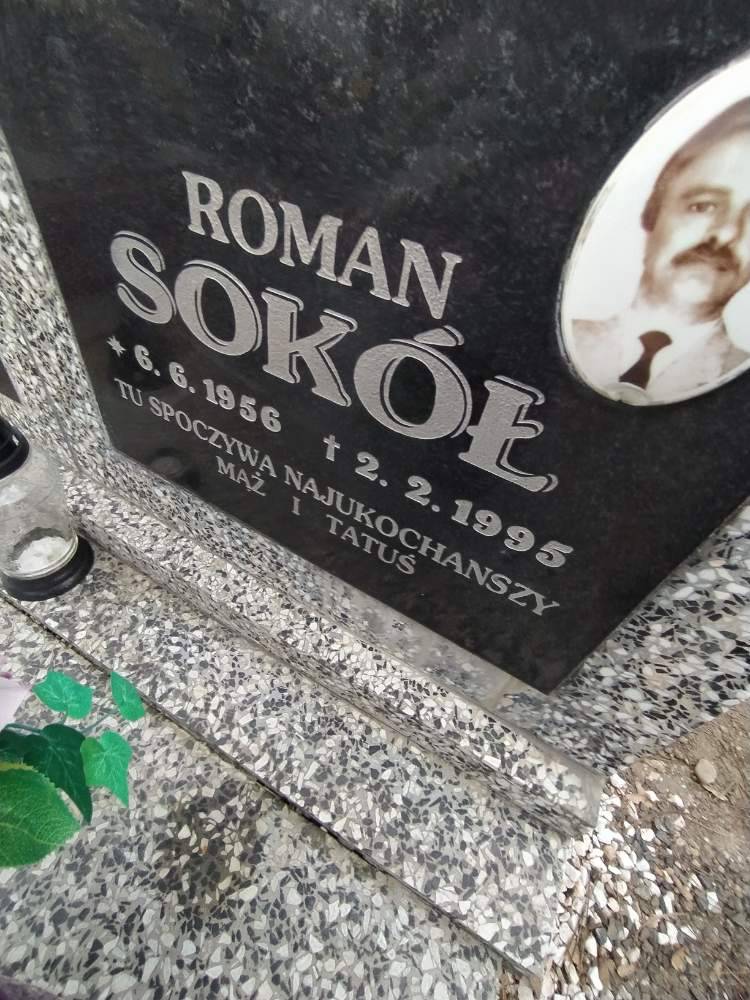 ROMAN
SOKÓŁ
* 6. 6. 1956 † 2. 2. 1995
TU SPOCZYWA NAJUKOCHANSZY
MĄŻ I TATUŚ